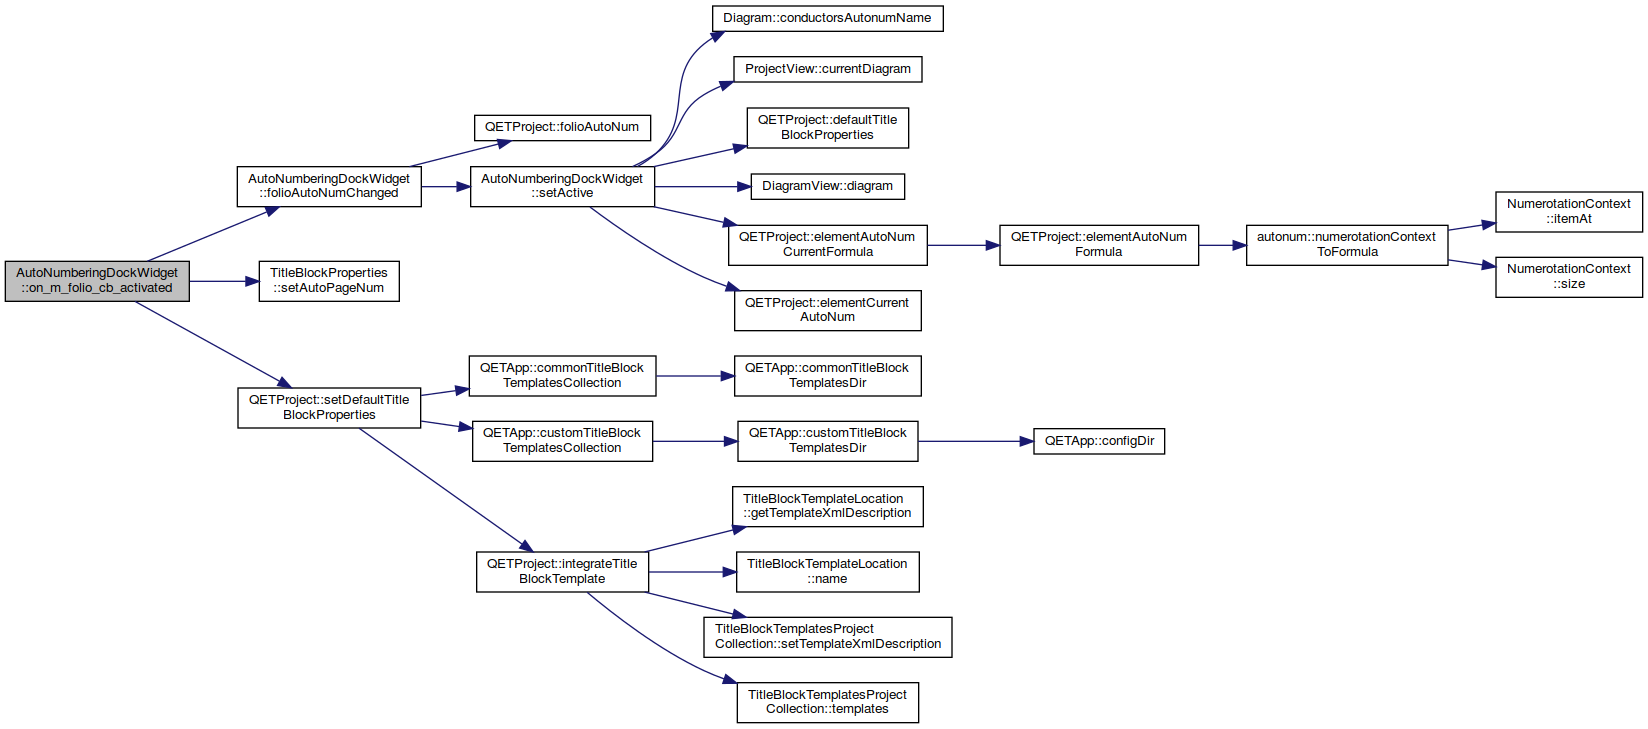 Diagram::conductorsAutonumName
ProjectView::currentDiagram
QETProject::defaultTitle
BlockProperties
QETProject::folioAutoNum
AutoNumberingDockWidget
::folioAutoNumChanged
AutoNumberingDockWidget
::setActive
DiagramView::diagram
NumerotationContext
::itemAt
QETProject::elementAutoNum
CurrentFormula
QETProject::elementAutoNum
Formula
autonum::numerotationContext
ToFormula
AutoNumberingDockWidget
::on_m_folio_cb_activated
TitleBlockProperties
::setAutoPageNum
NumerotationContext
::size
QETProject::elementCurrent
AutoNum
QETApp::commonTitleBlock
TemplatesCollection
QETApp::commonTitleBlock
TemplatesDir
QETProject::setDefaultTitle
BlockProperties
QETApp::customTitleBlock
TemplatesCollection
QETApp::customTitleBlock
TemplatesDir
QETApp::configDir
TitleBlockTemplateLocation
::getTemplateXmlDescription
QETProject::integrateTitle
BlockTemplate
TitleBlockTemplateLocation
::name
TitleBlockTemplatesProject
Collection::setTemplateXmlDescription
TitleBlockTemplatesProject
Collection::templates